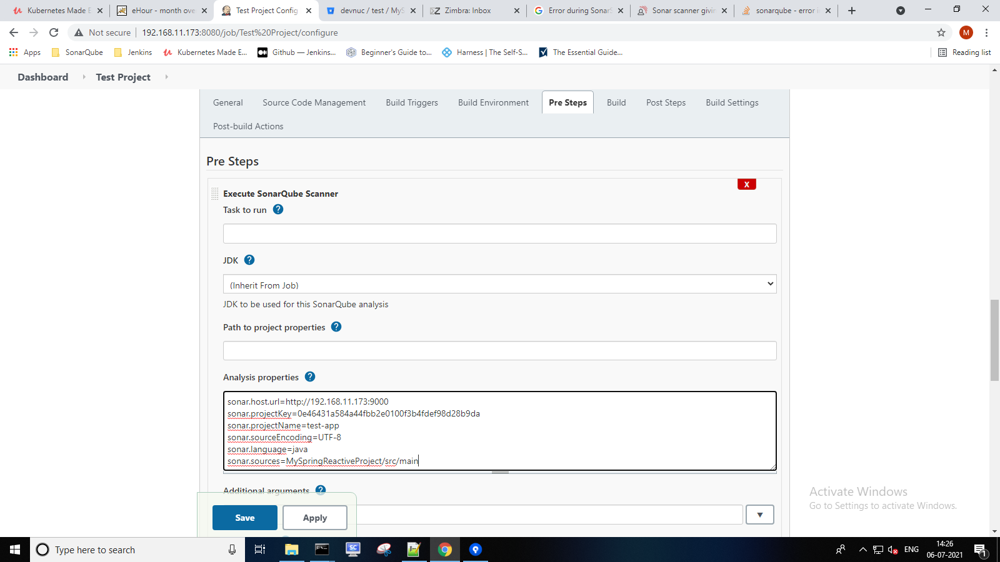 Kubernetes Made E
eHour - month ove
Test Project Config
devnuc / test / MyS
Zimbra: Inbox
Error during Sonar
Sonar scanner givin
sonarqube - error i
Not secure
192.168.11.173:8080/job/Test%20Project/configure
M
Apps
SonarQube
Jenkins
Kubernetes Made E...
Github — Jenkins...
Beginner's Guide to...
Harness | The Self-S...
The Essential Guide...
Reading list
Dashboard
Test Project
General
Source Code Management
Build Triggers
Build Environment
Pre Steps
Build
Post Steps
Build Settings
Post-build Actions
Pre Steps
X
Execute SonarQube Scanner
Task to run ?
JDK ?
(Inherit From Job)
JDK to be used for this SonarQube analysis
Path to project properties ?
Analysis properties ?
sonar.host.url=http://192.168.11.173:9000
sonar.projectKey=0e46431a584a44fbb2e0100f3b4fdef98d28b9da
sonar.projectName=test-app
sonar.sourceEncoding=UTF-8
sonar.language=java
sonar.sources=MySpringReactiveProject/src/main
Additional arguments ?
Save
Apply
Activate Windows
Go to Settings to activate Windows.
Type here to search
SC
ENG
14:26
06-07-2021
1